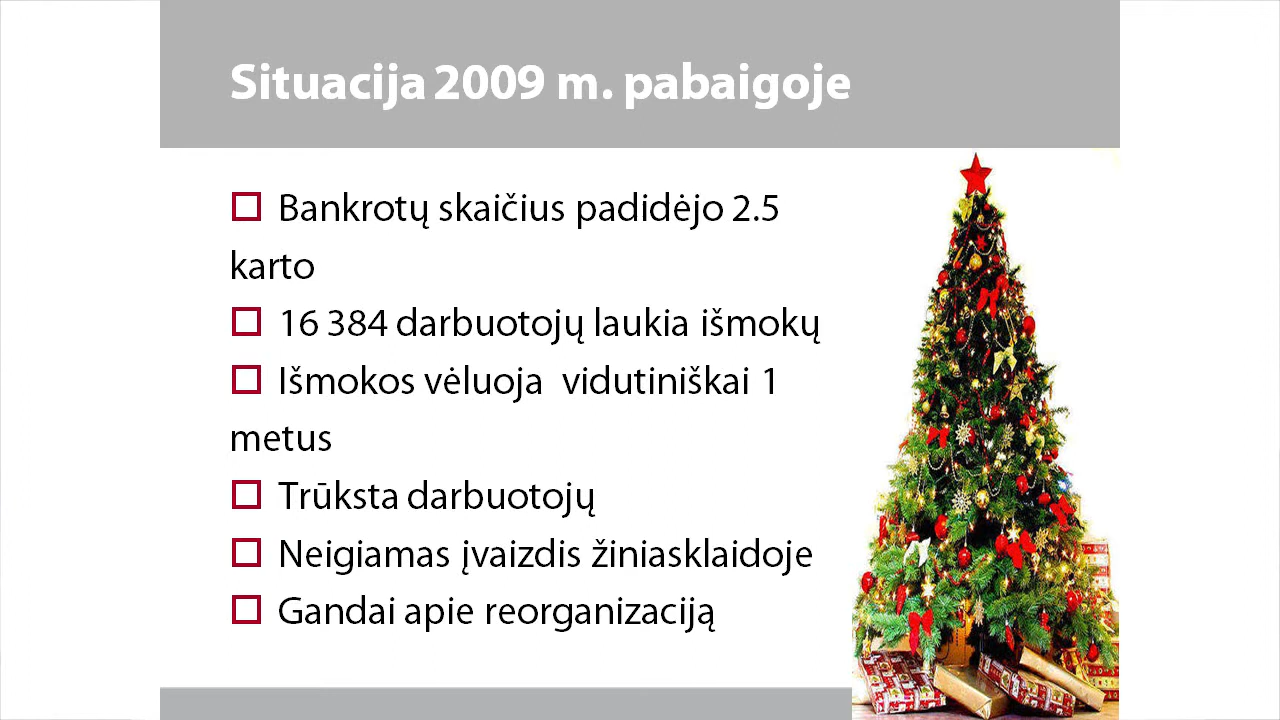 Situacija 2009 m. pabaigoje
Bankrotų skaičius padidėjo 2.5
karto
16 384 darbuotojų laukia išmokų
Išmokos vėluoja  vidutiniškai 1
metus
Trūksta darbuotojų
Neigiamas įvaizdis žiniasklaidoje
Gandai apie reorganizaciją